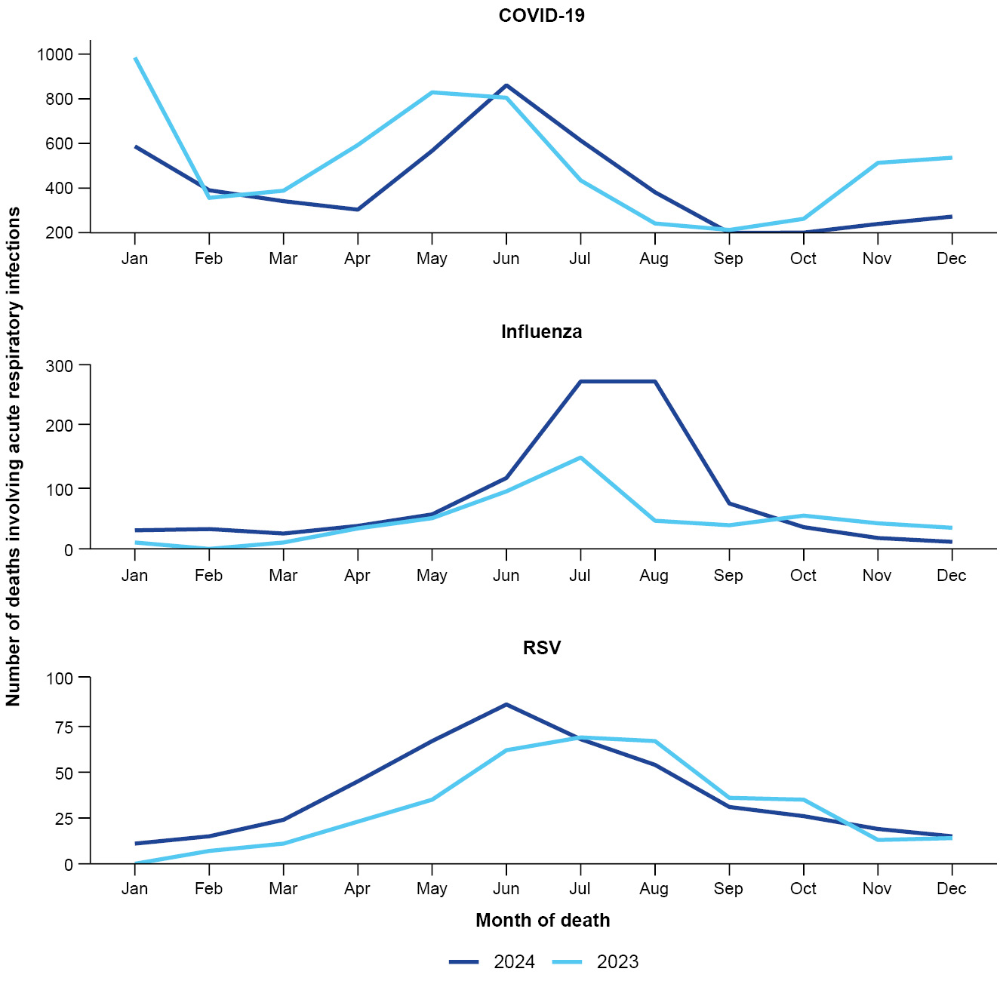 COVID-19
1000
800
600
400
200
Jan Feb Mar Apr May Jun Jul Aug Sep Oct Nov Dec
Number of deaths involving acute respiratory infections
Influenza
300
200
100
0
Jan Feb Mar Apr May Jun Jul Aug Sep Oct Nov Dec
RSV
100
75
50
25
0
Jan Feb Mar Apr May Jun Jul Aug Sep Oct Nov Dec
Month of death
2024 2023